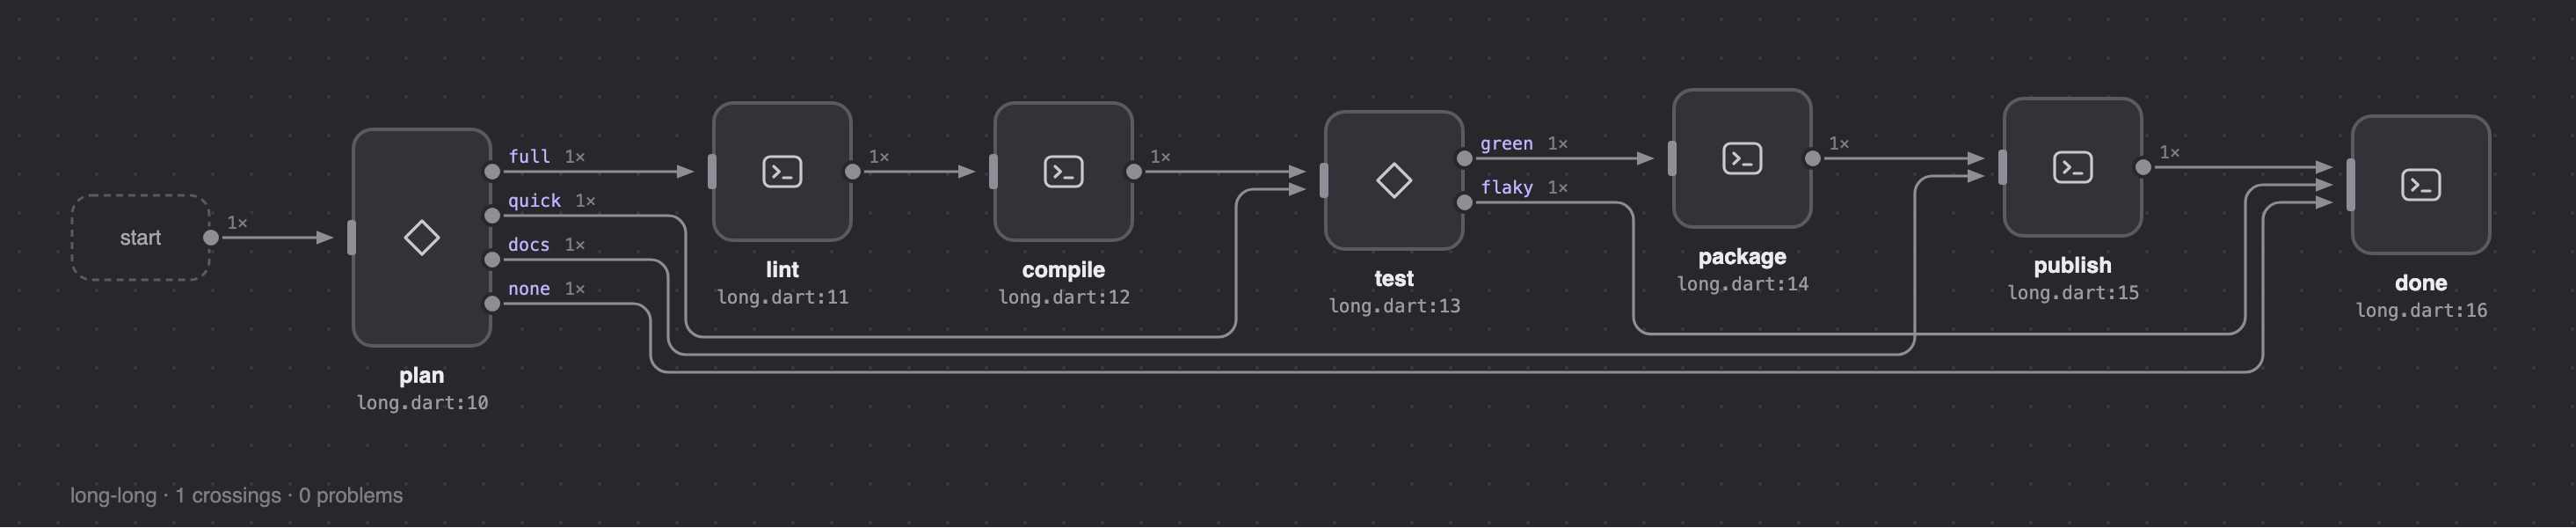 start
1×
plan
long.dart:10
full 1×
quick 1×
docs 1×
none 1×
lint
long.dart:11
1×
compile
long.dart:12
1×
test
long.dart:13
green 1×
flaky 1×
package
long.dart:14
1×
publish
long.dart:15
1×
done
long.dart:16
long-long · 1 crossings · 0 problems